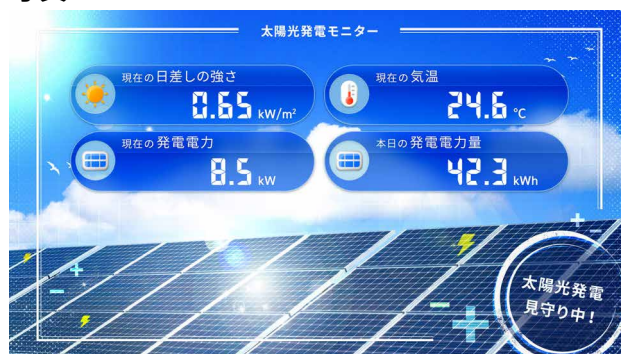 太陽光発電モニター
現在の日差しの強さ
0.65 kW/m²
現在の気温
24.6 ℃
現在の発電電力
8.5 kW
本日の発電電力量
42.3 kWh
太陽光発電
見守り中!